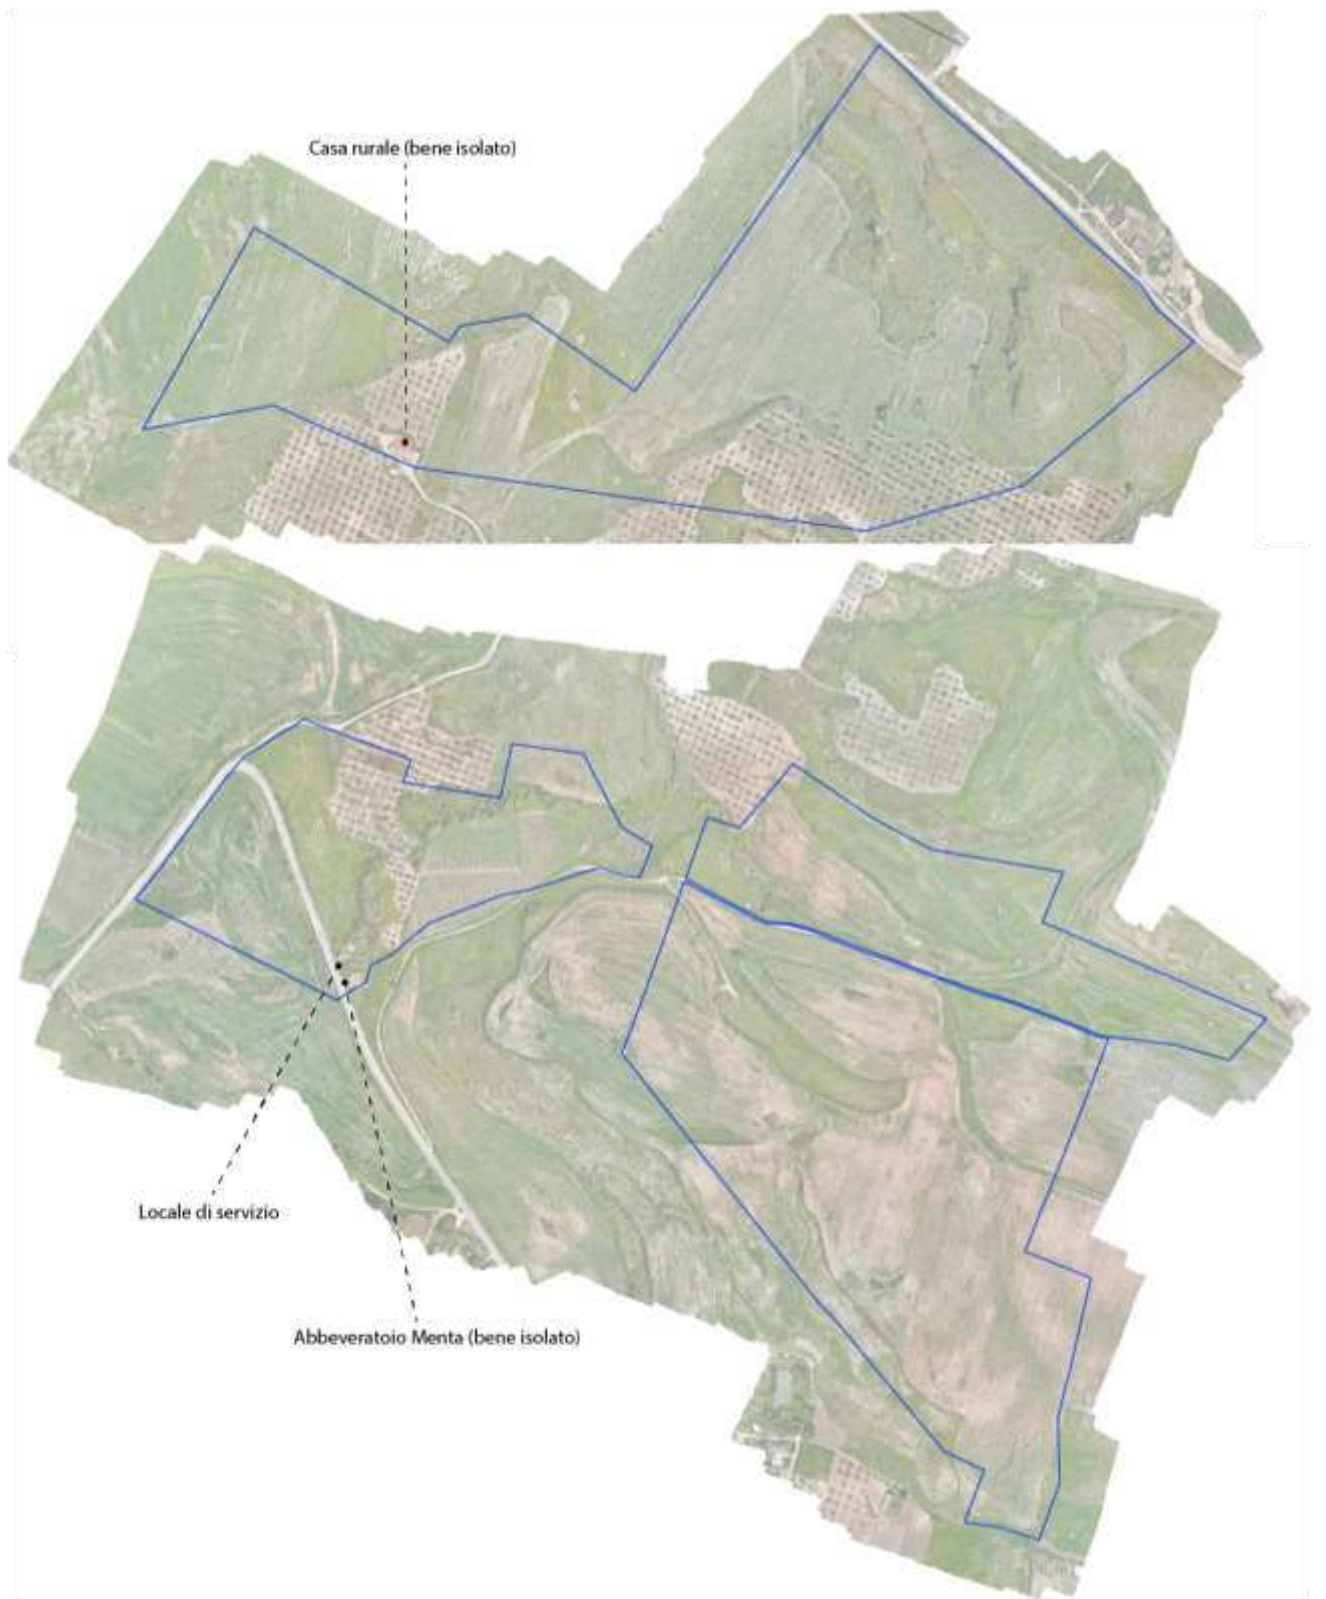 Casa rurale (bene isolato)
Locale di servizio
Abbeveratoio Menta (bene isolato)